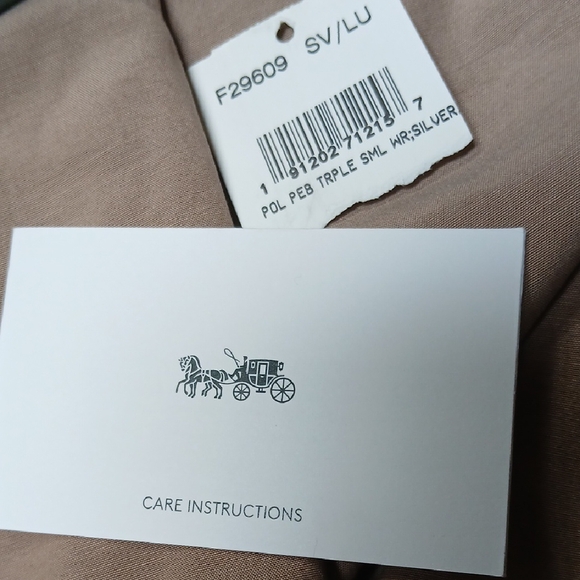 F29609 SV/LU
1 91202 71215 7
POL PEB TRPLE SML WR;SILVER
CARE INSTRUCTIONS